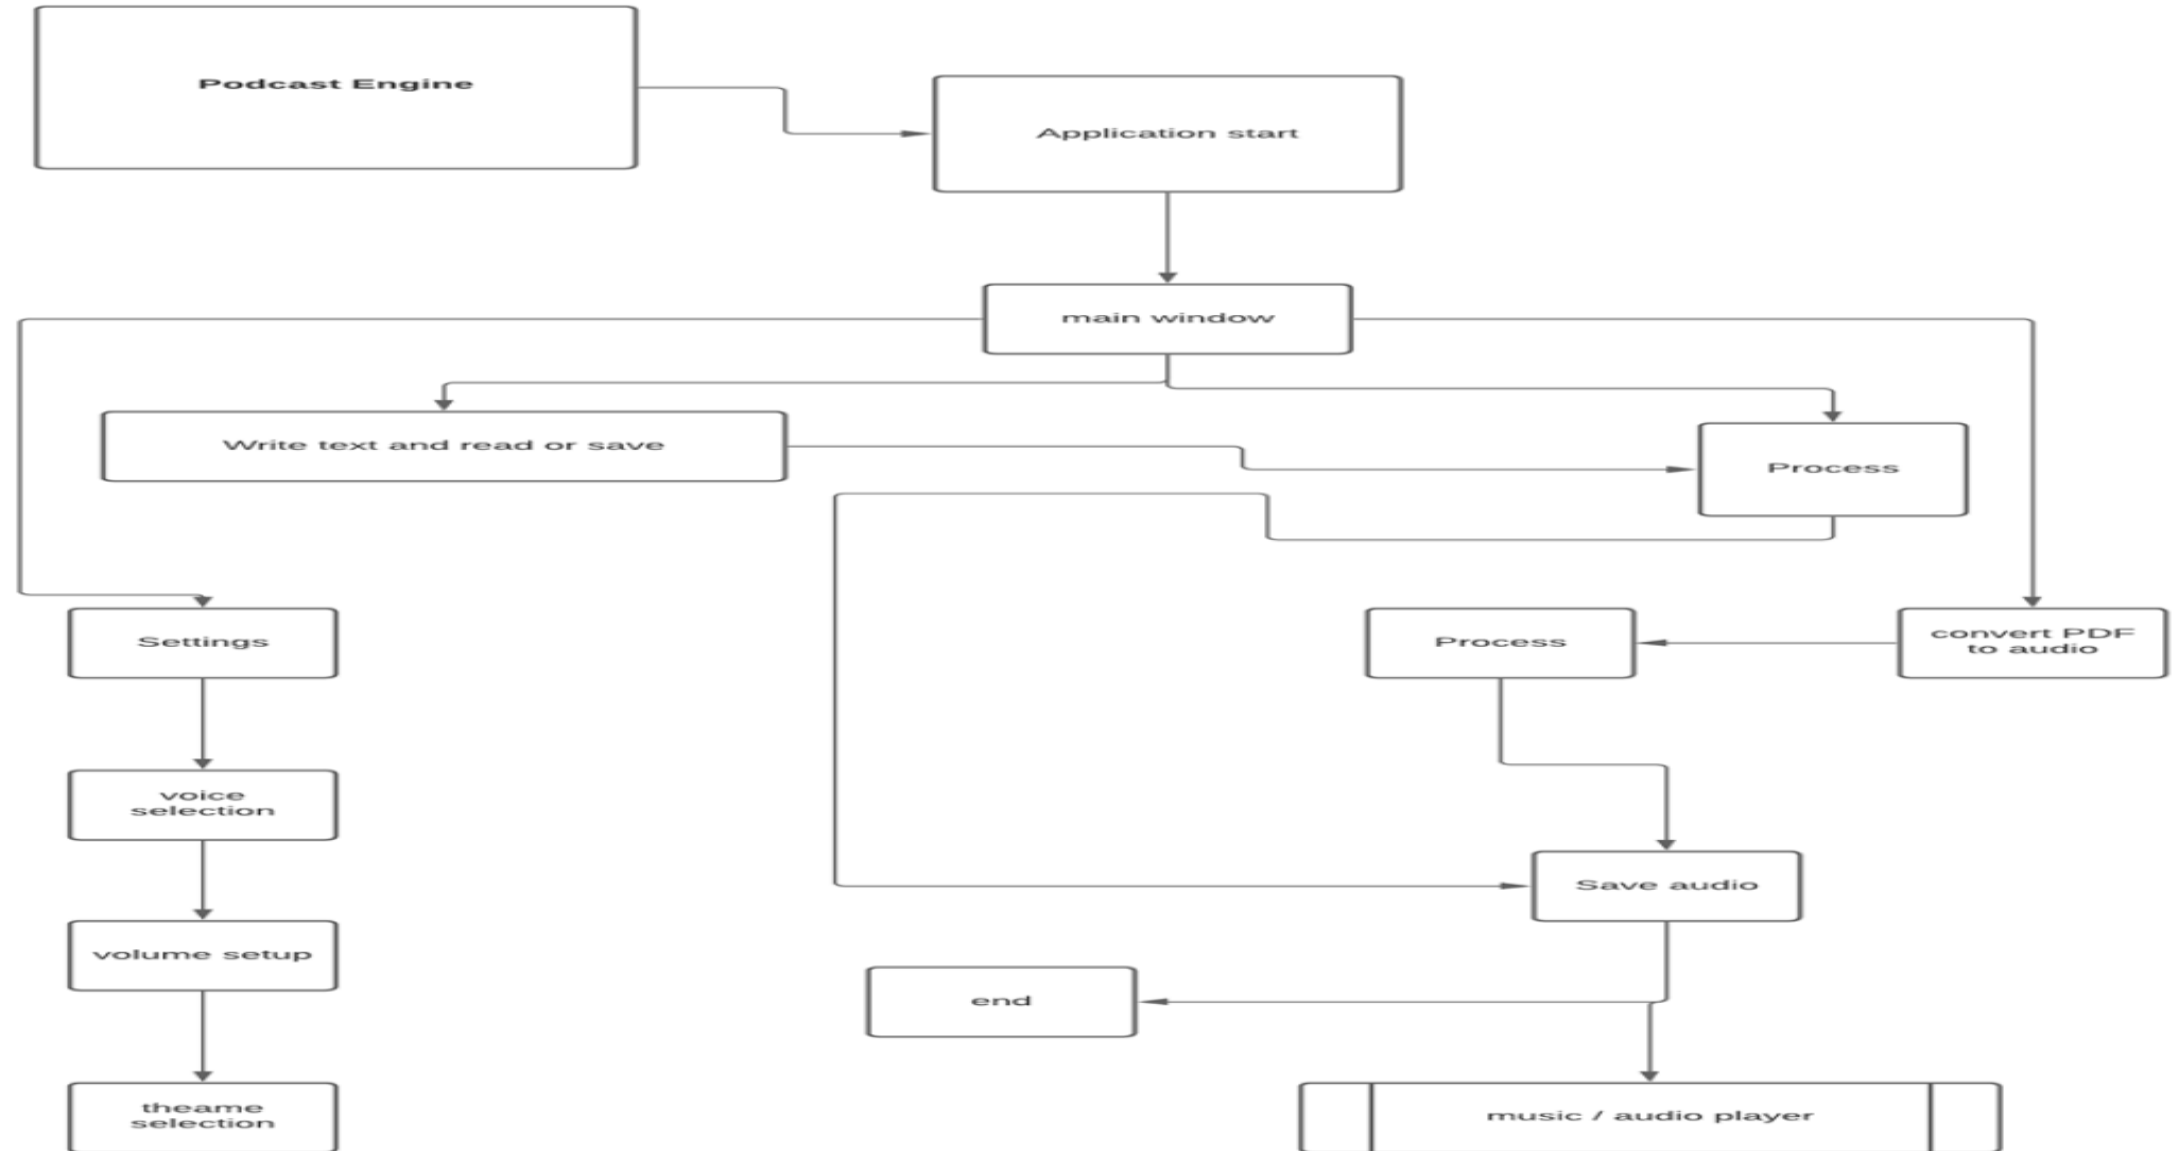 Podcast Engine
Application start
main window
Write text and read or save
Process
Settings
Process
convert PDF
to audio
voice
selection
Save audio
volume setup
end
theame
selection
music / audio player